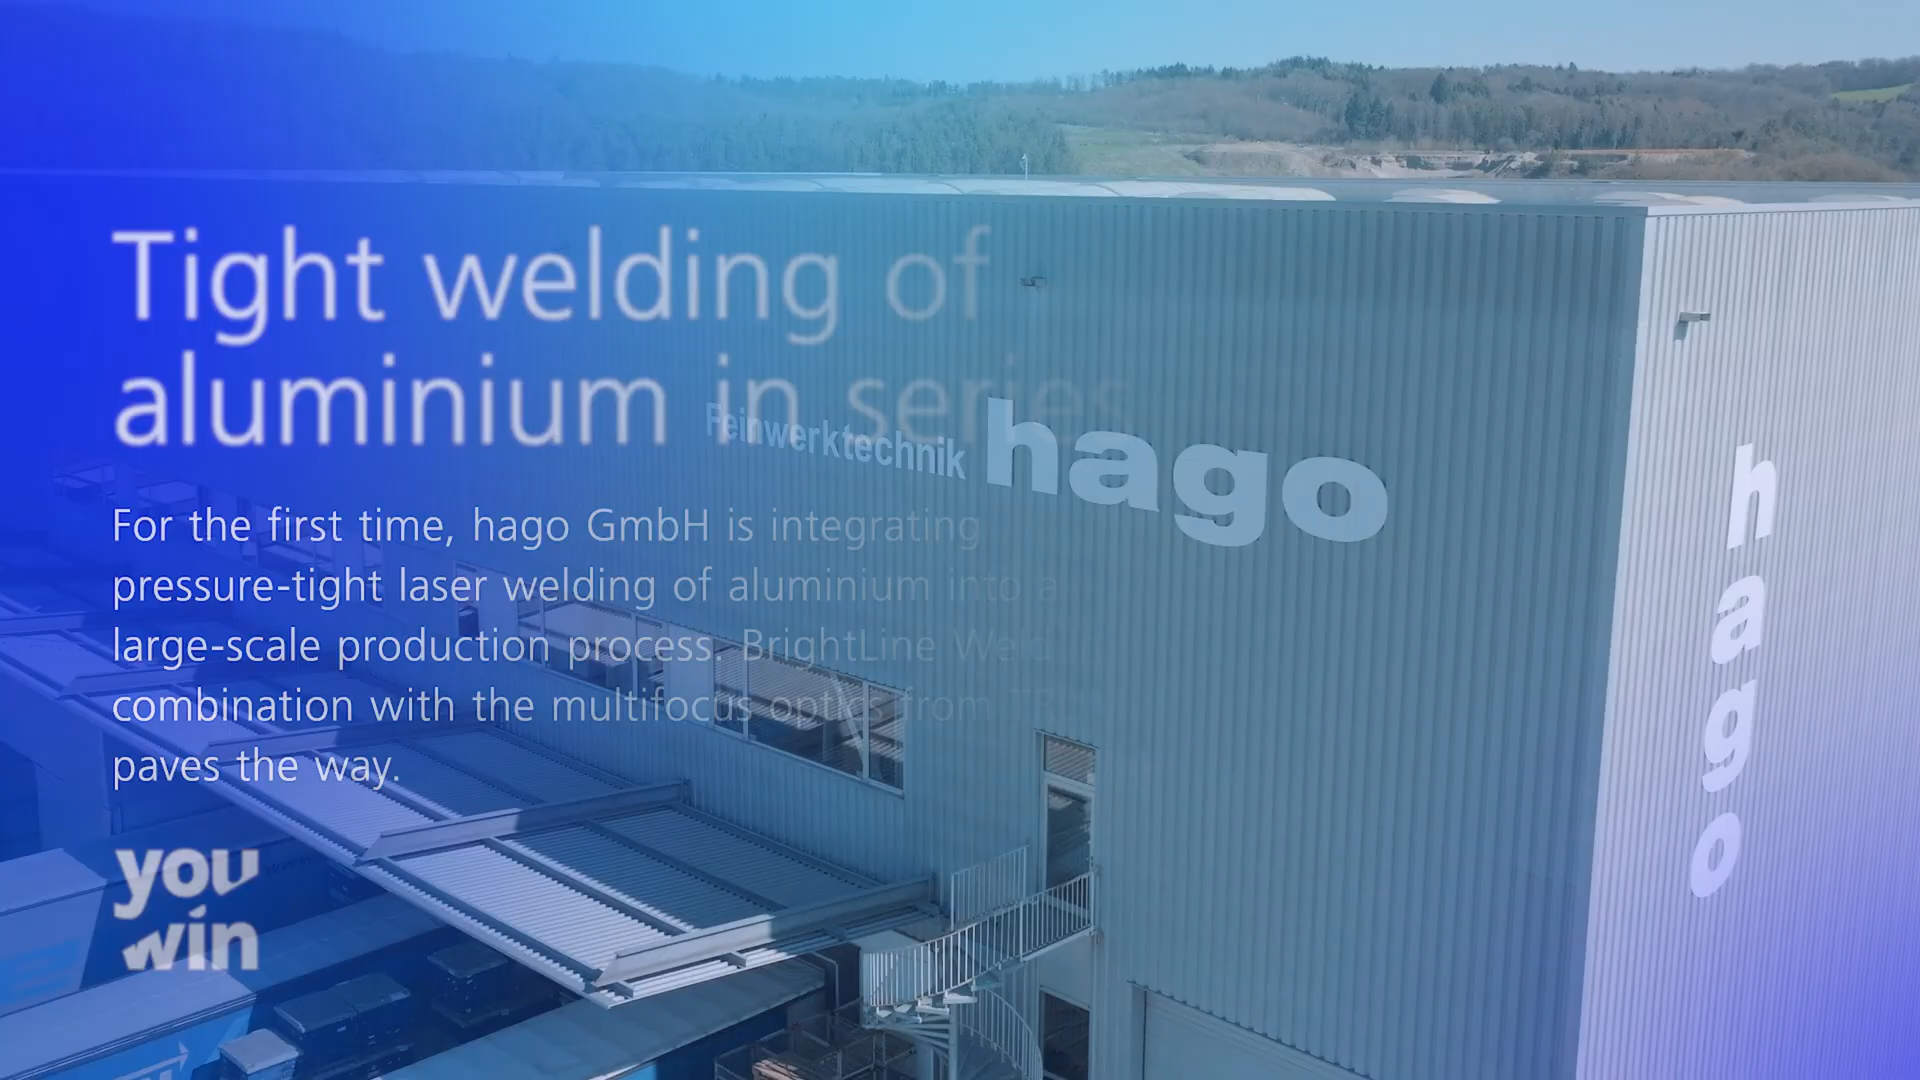 Tight welding of
aluminium in series
Feinwerktechnik hago
For the first time, hago GmbH is integrating
pressure-tight laser welding of aluminium into a
large-scale production process. BrightLine
combination with the multifocus optics from
paves the way.
hago
you
win